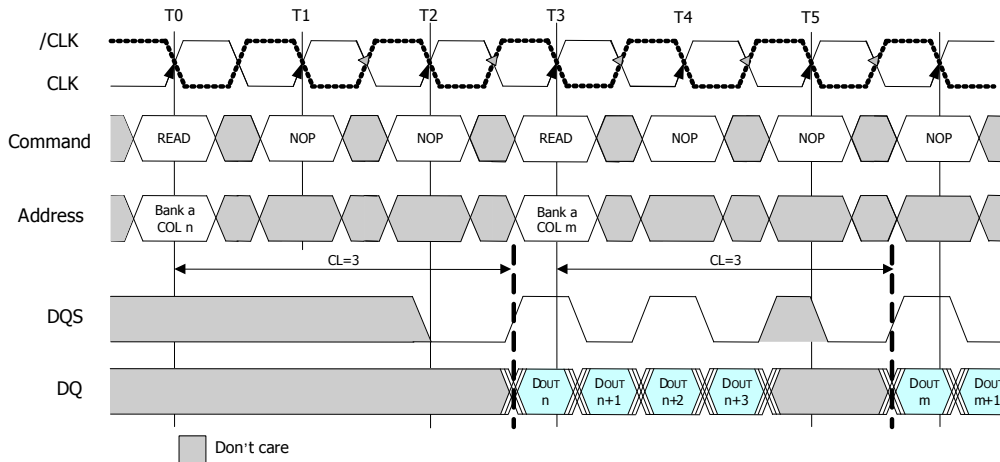 T0 T1 T2 T3 T4 T5
/CLK
CLK
Command READ NOP NOP READ NOP NOP NOP
Address Bank a COL n Bank a COL m
CL=3 CL=3
DQS
DQ DOUT n DOUT n+1 DOUT n+2 DOUT n+3 DOUT m DOUT m+1
Don't care